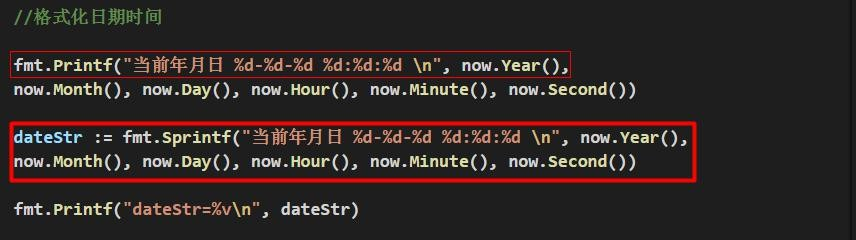 //格式化日期时间
fmt.Printf("当前年月日 %d-%d-%d %d:%d:%d \n", now.Year(),
now.Month(), now.Day(), now.Hour(), now.Minute(), now.Second())
dateStr := fmt.Sprintf("当前年月日 %d-%d-%d %d:%d:%d \n", now.Year(),
now.Month(), now.Day(), now.Hour(), now.Minute(), now.Second())
fmt.Printf("dateStr=%v\n", dateStr)